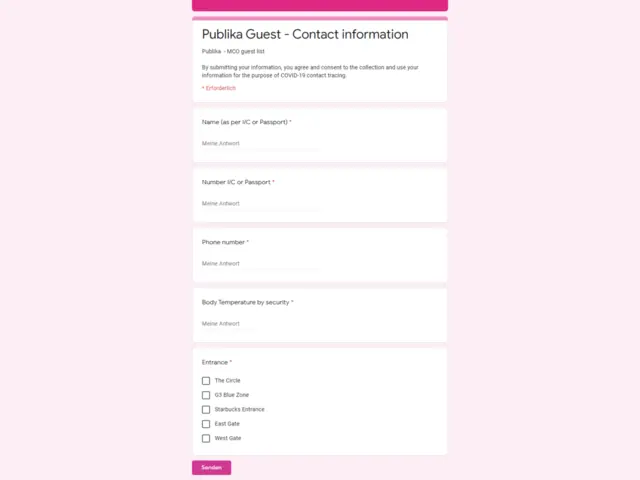 Publika Guest - Contact information
Publika - MCO guest list
By submitting your information, you agree and consent to the collection and use your
information for the purpose of COVID-19 contact tracing.
* Erforderlich
Name (as per I/C or Passport) *
Meine Antwort
Number I/C or Passport *
Meine Antwort
Phone number *
Meine Antwort
Body Temperature by security *
Meine Antwort
Entrance *
The Circle
G3 Blue Zone
Starbucks Entrance
East Gate
West Gate
Senden